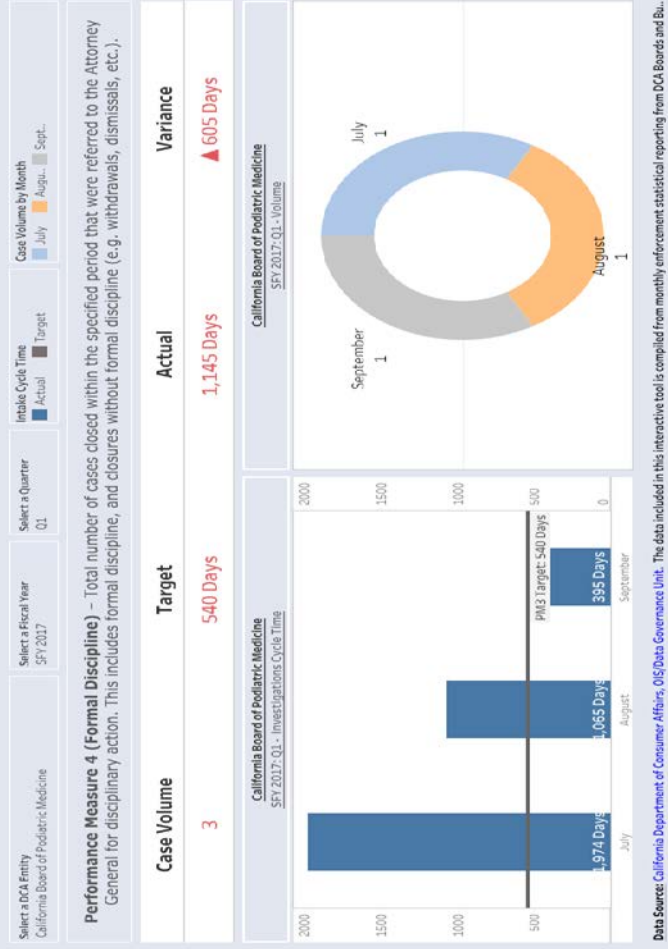 Select a DCA Entity
California Board of Podiatric Medicine
Select a Fiscal Year
SFY 2017
Select a Quarter
Q1
Intake Cycle Time
Actual
Target
Case Volume by Month
July
Augu..
Sept..
Performance Measure 4 (Formal Discipline) – Total number of cases closed within the specified period that were referred to the Attorney
General for disciplinary action. This includes formal discipline, and closures without formal discipline (e.g. withdrawals, dismissals, etc.).
Case Volume
Target
Actual
Variance
3
540 Days
1,145 Days
▲ 605 Days
California Board of Podiatric Medicine
SFY 2017: Q1 - Investigations Cycle Time
2000
1500
1000
500
2000
1500
1000
500
0
PM3 Target: 540 Days
1,974 Days
1,065 Days
395 Days
July
August
September
California Board of Podiatric Medicine
SFY 2017: Q1 - Volume
September
1
July
1
August
1
Data Source: California Department of Consumer Affairs, OIS/Data Governance Unit. The data included in this interactive tool is compiled from monthly enforcement statistical reporting from DCA Boards and Bu..